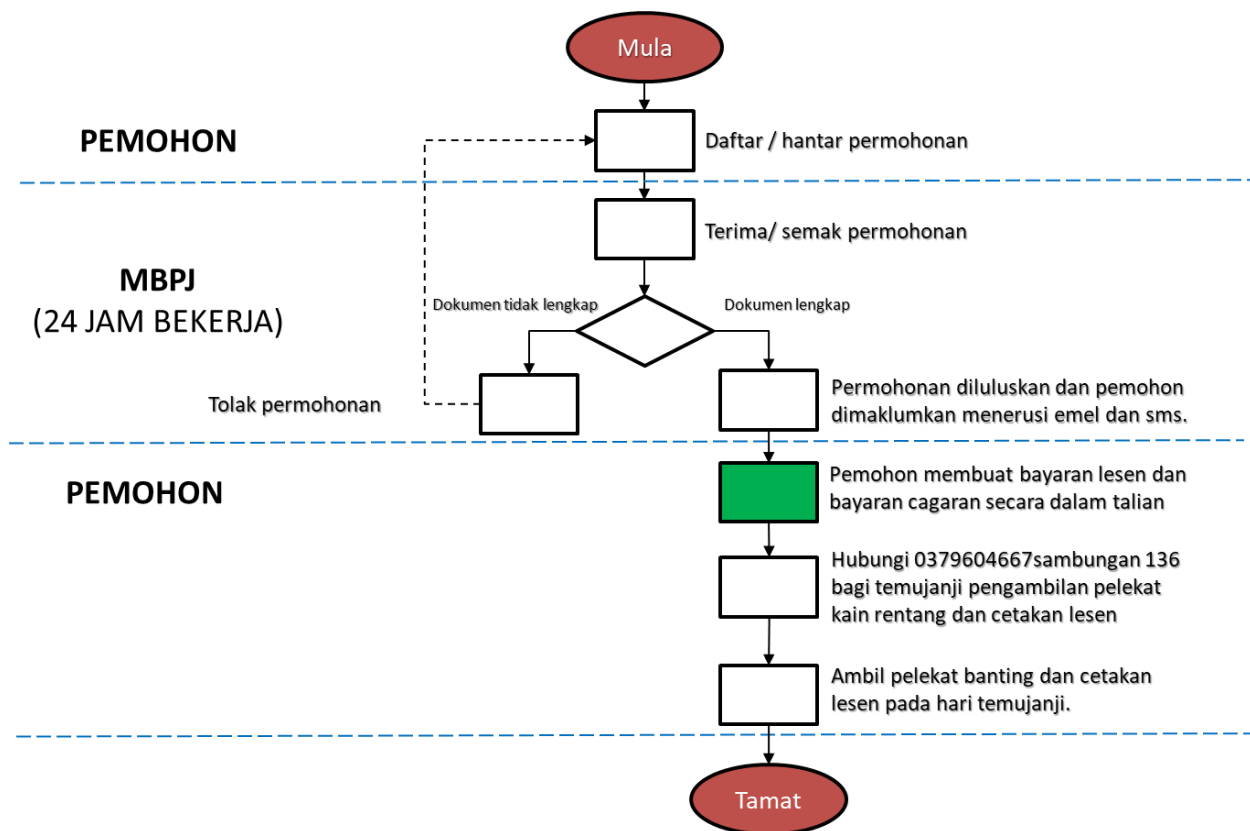 Mula
PEMOHON
Daftar / hantar permohonan
Terima/ semak permohonan
MBPJ
(24 JAM BEKERJA)
Dokumen tidak lengkap
Dokumen lengkap
Tolak permohonan
Permohonan diluluskan dan pemohon
dimaklumkan menerusi emel dan sms.
PEMOHON
Pemohon membuat bayaran lesen dan
bayaran cagaran secara dalam talian
Hubungi 0379604667sambungan 136
bagi temujanji pengambilan pelekat
kain rentang dan cetakan lesen
Ambil pelekat banting dan cetakan
lesen pada hari temujanji.
Tamat